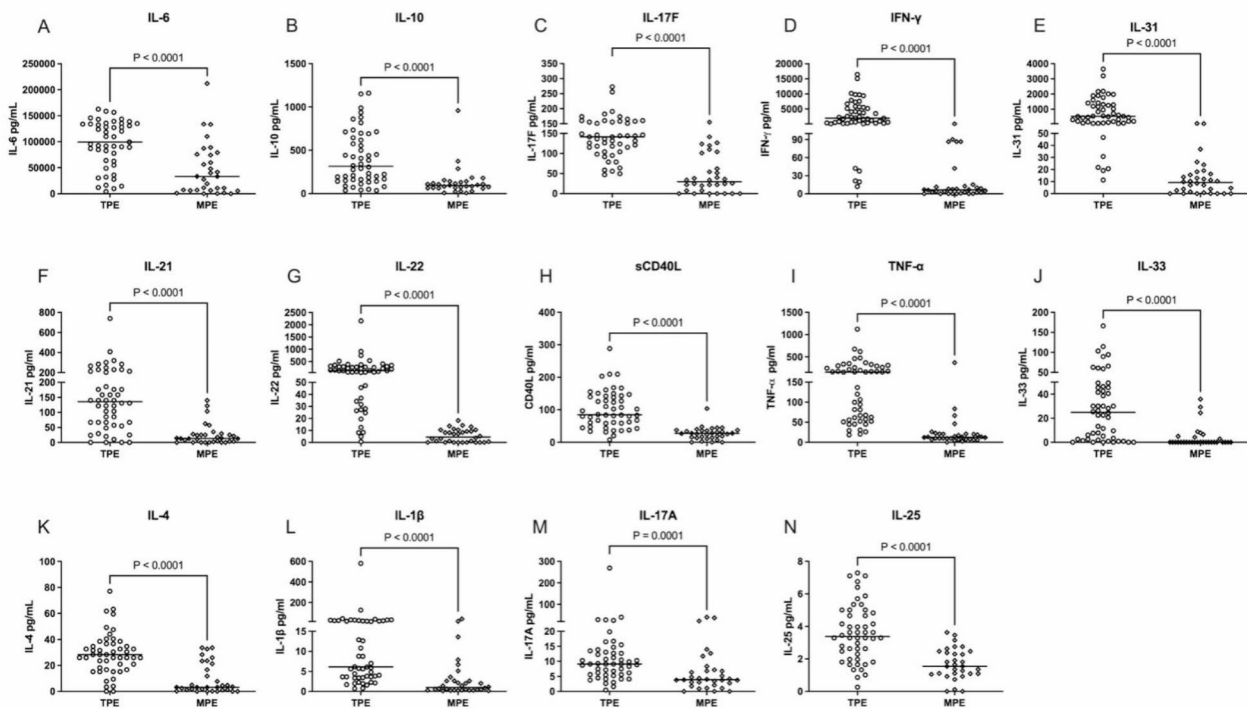 A
IL-6
P < 0.0001
IL-6 pg/mL
250000
200000
150000
100000
50000
0
TPE MPE
B
IL-10
P < 0.0001
IL-10 pg/mL
1500
1000
500
0
TPE MPE
C
IL-17F
P < 0.0001
IL-17F pg/mL
350
300
250
200
150
150
100
50
0
TPE MPE
D
IFN-γ
P < 0.0001
IFN-γ pg/ml
20000
15000
10000
5000
90
60
30
0
TPE MPE
E
IL-31
P < 0.0001
IL-31 pg/mL
4000
3000
2000
1000
50
40
30
20
10
0
TPE MPE
F
IL-21
P < 0.0001
IL-21 pg/ml
800
600
400
200
200
150
100
50
0
TPE MPE
G
IL-22
P < 0.0001
IL-22 pg/ml
2500
2000
1500
1000
500
50
40
30
20
10
0
TPE MPE
H
sCD40L
P < 0.0001
CD40L pg/ml
400
300
200
100
0
TPE MPE
I
TNF-α
P < 0.0001
TNF-α pg/ml
1500
1000
500
150
100
50
0
TPE MPE
J
IL-33
P < 0.0001
IL-33 pg/mL
200
150
100
50
60
40
20
0
TPE MPE
K
IL-4
P < 0.0001
IL-4 pg/mL
100
80
60
40
20
0
TPE MPE
L
IL-1β
P < 0.0001
IL-1β pg/mL
600
400
200
15
10
5
0
TPE MPE
M
IL-17A
P = 0.0001
IL-17A pg/mL
300
200
100
20
15
10
5
0
TPE MPE
N
IL-25
P < 0.0001
IL-25 pg/mL
8
6
4
2
0
TPE MPE